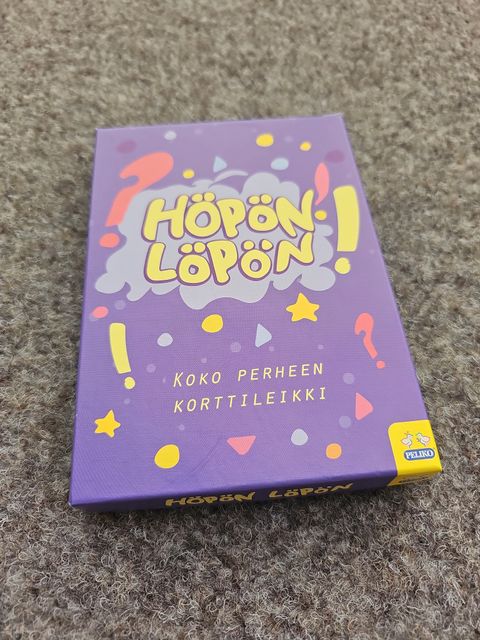 HÖPÖN
LÖPÖN
KOKO PERHEEN
KORTTILEIKKI
PELIKO
HÖPÖN LÖPÖN